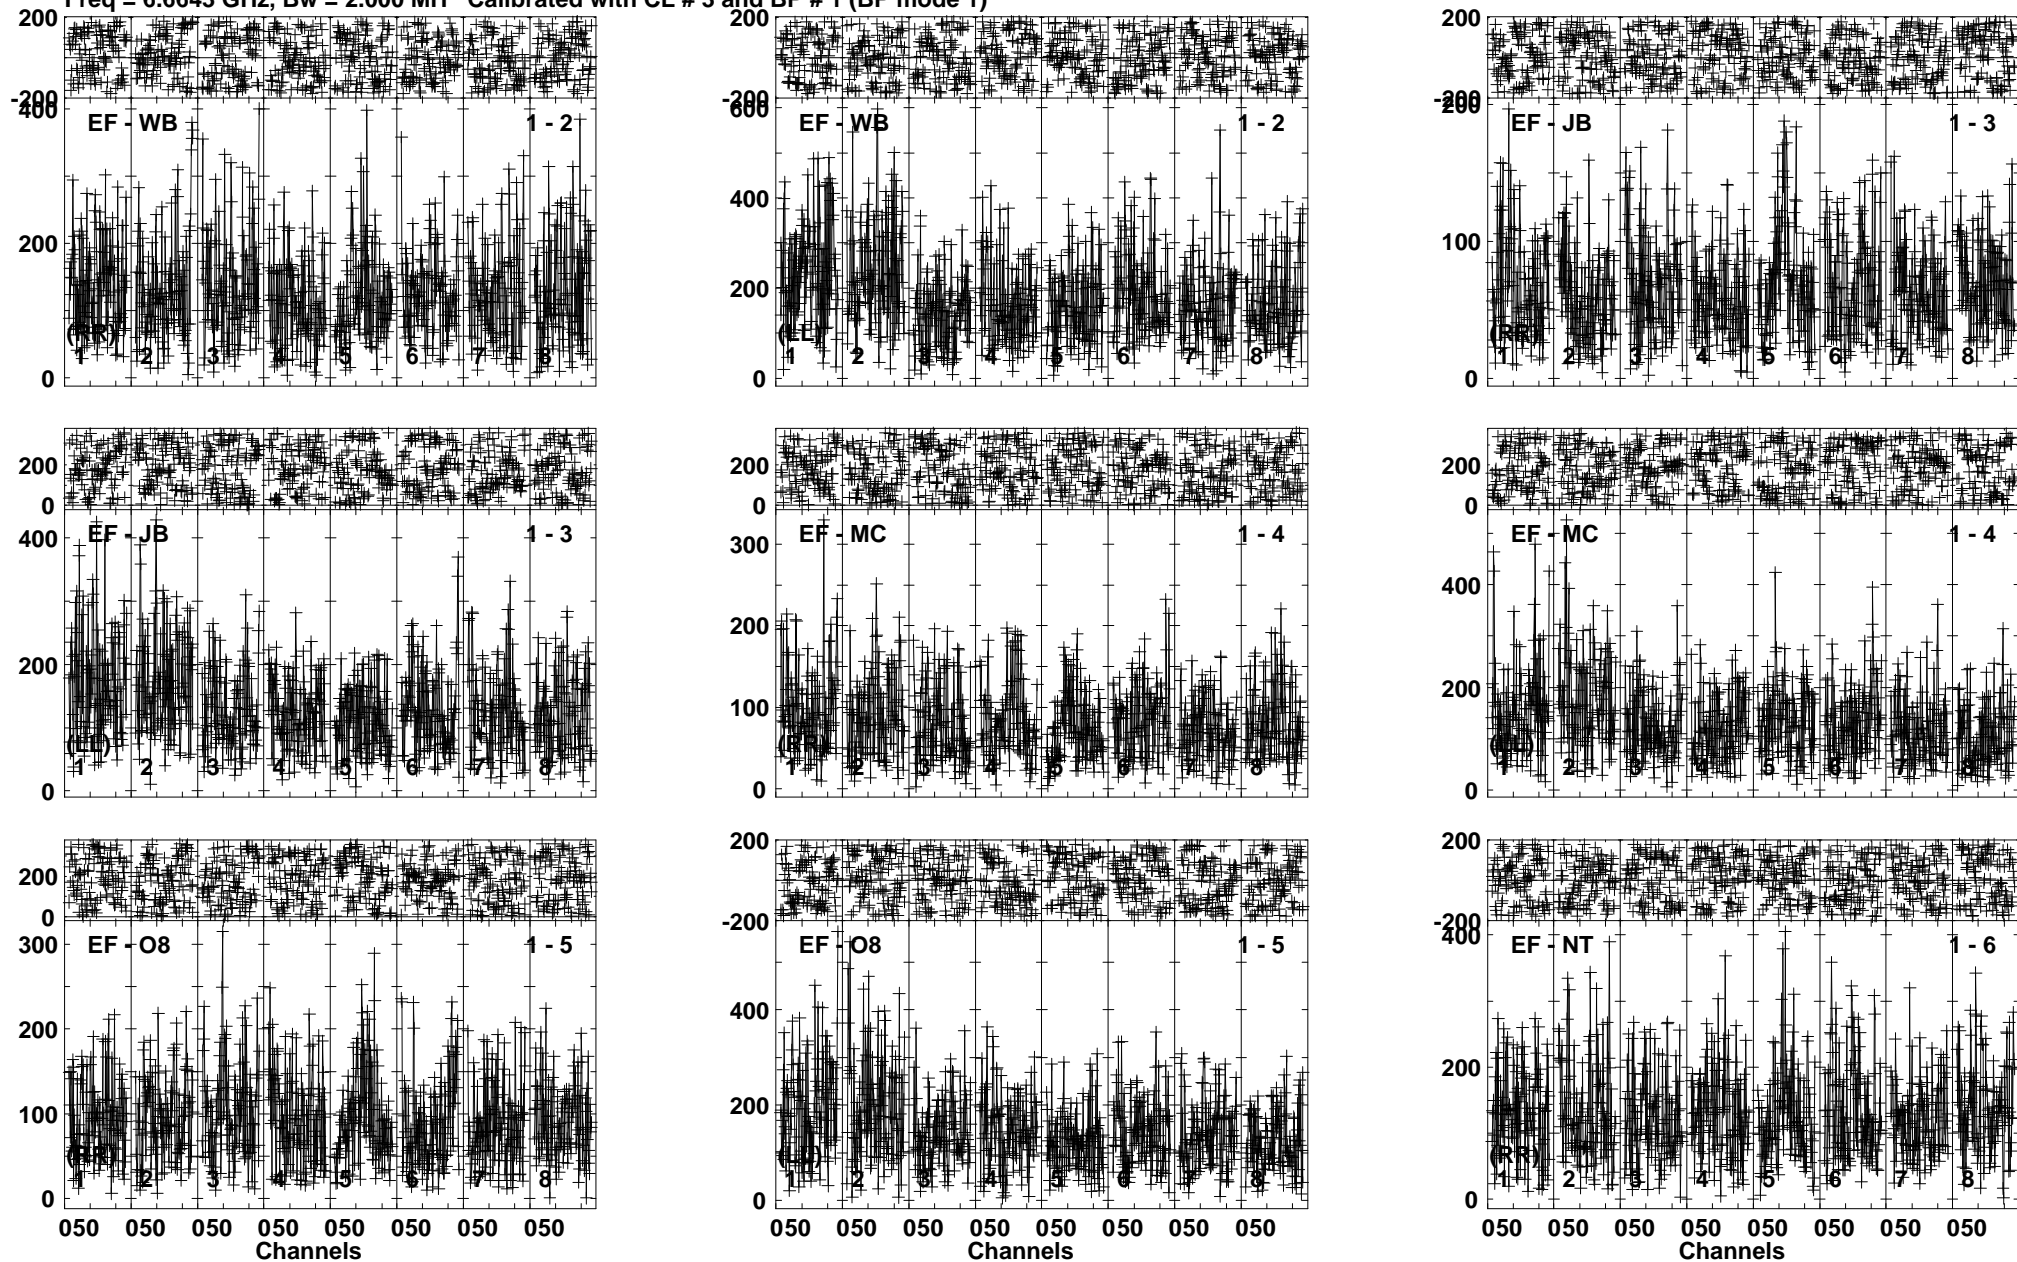 Freq = 6.6643 GHz, Bw = 2.000 MH Calibrated with CL # 3 and BP # 1 (BP mode 1)
200 200 200
-200 -200 -200
400 600 200
EF - WB 1 - 2 EF - WB 1 - 2 EF - JB 1 - 3
400
200 200 100
(RR) (LL) (RR)
1 2 3 4 5 6 7 8 1 2 3 4 5 6 7 8 1 2 3 4 5 6 7 8
0 0 0
200 200 200
0 0 0
EF - JB 1 - 3 EF - MC 1 - 4 EF - MC 1 - 4
400 300 400
200 200 200
100
(LL) (RR) (LL)
1 2 3 4 5 6 7 8 1 2 3 4 5 6 7 8 1 2 3 4 5 6 7 8
0 0 0
200 200 200
0 -200 -200
300 400
EF - O8 1 - 5 EF - O8 1 - 5 EF - NT 1 - 6
200 400 200
100 200
(RR) (LL) (RR)
1 2 3 4 5 6 7 8 1 2 3 4 5 6 7 8 1 2 3 4 5 6 7 8
0 0 0
050 050 050 050 050 050 050 050 050 050 050 050 050 050 050 050 050 050 050 050 050 050 050 050
Channels Channels Channels